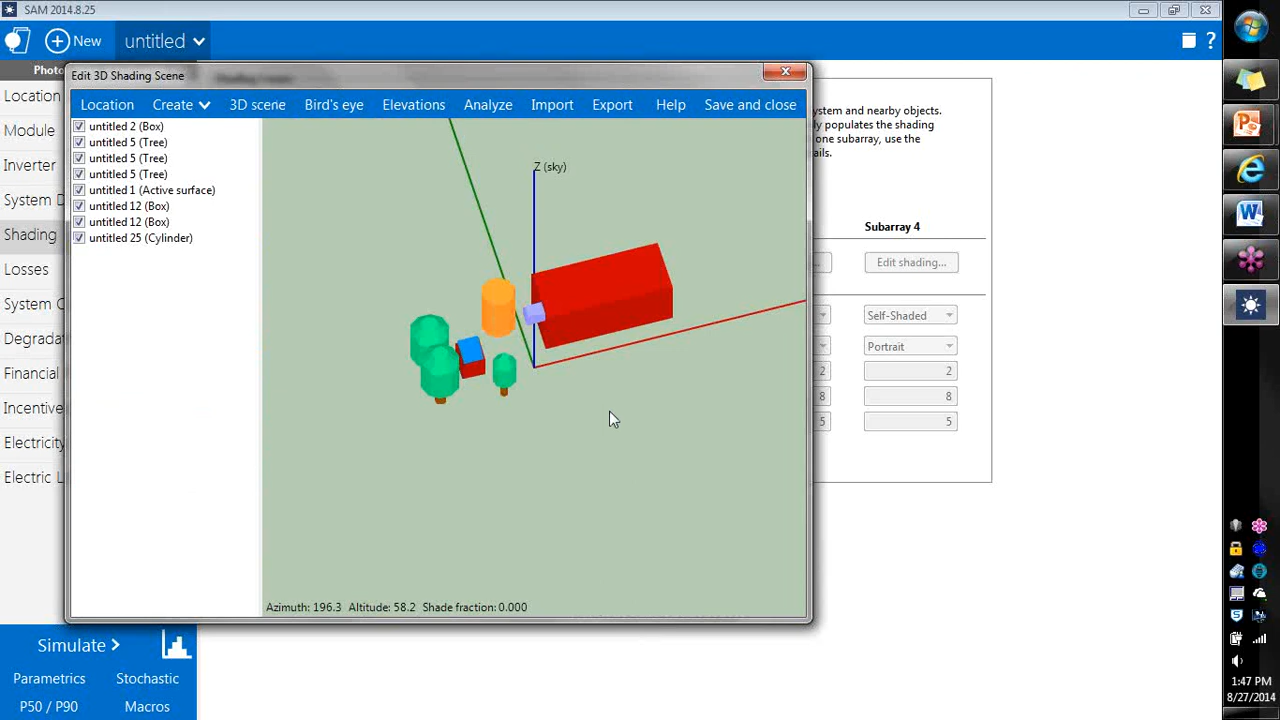 SAM 2014.8.25
New
untitled
?
Photo
Edit 3D Shading Scene
Location Create 3D scene Bird's eye Elevations Analyze Import Export Help Save and close
untitled 2 (Box)
untitled 5 (Tree)
untitled 5 (Tree)
untitled 5 (Tree)
untitled 1 (Active surface)
untitled 12 (Box)
untitled 12 (Box)
untitled 25 (Cylinder)
Z (sky)
Azimuth: 196.3 Altitude: 58.2 Shade fraction: 0.000
Location
Module
Inverter
System D
Shading
Losses
System C
Degrada
Financial
Incentive
Electricity
Electric L
ystem and nearby objects.
ly populates the shading
one subarray, use the
ails.
Subarray 4
...
Edit shading...
Self-Shaded
Portrait
2 2
8 8
5 5
Simulate >
Parametrics Stochastic
P50 / P90 Macros
1:47 PM
8/27/2014